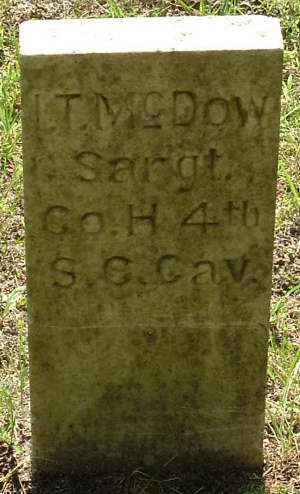 I.T. McDow
Sargt.
Co. H 4th
S.C. Cav.